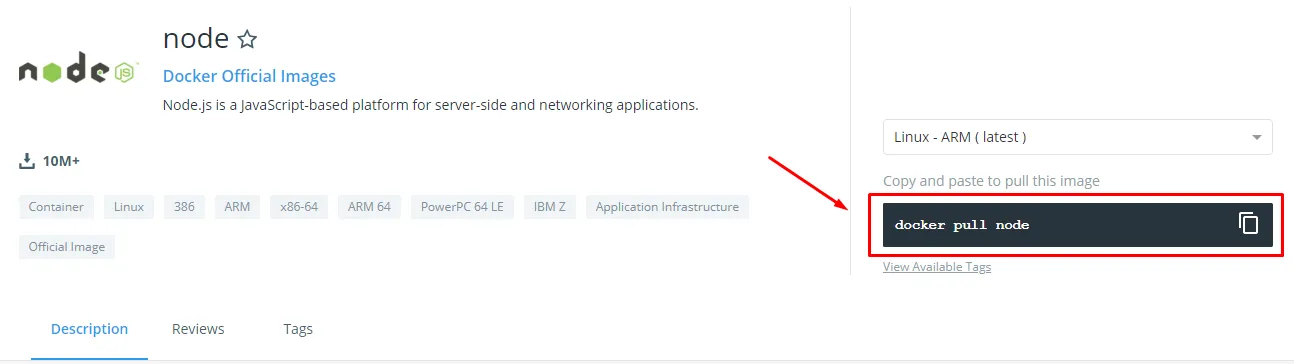 node
node
JS
Docker Official Images
Node.js is a JavaScript-based platform for server-side and networking applications.
10M+
Container Linux 386 ARM x86-64 ARM 64 PowerPC 64 LE IBM Z Application Infrastructure
Official Image
Linux - ARM ( latest )
Copy and paste to pull this image
docker pull node
View Available Tags
Description Reviews Tags